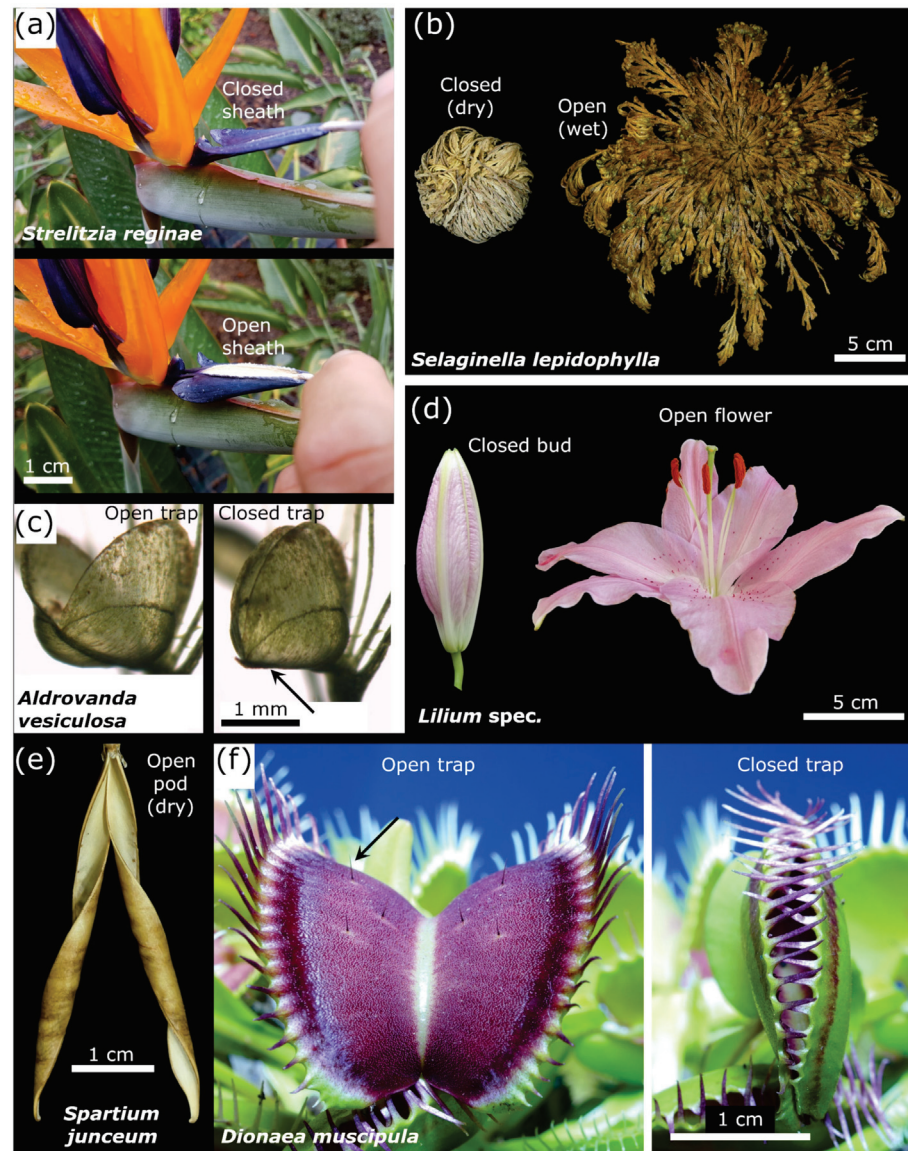 (a)
Closed
sheath
Strelitzia reginae
Open
sheath
1 cm
(b)
Closed
(dry)
Open
(wet)
5 cm
Selaginella lepidophylla
(c)
Open trap
Closed trap
Aldrovanda
vesiculosa
1 mm
(d)
Closed bud
Open flower
5 cm
Lilium spec.
(e)
Open
pod
(dry)
1 cm
Spartium
junceum
(f)
Open trap
Dionaea muscipula
Closed trap
1 cm